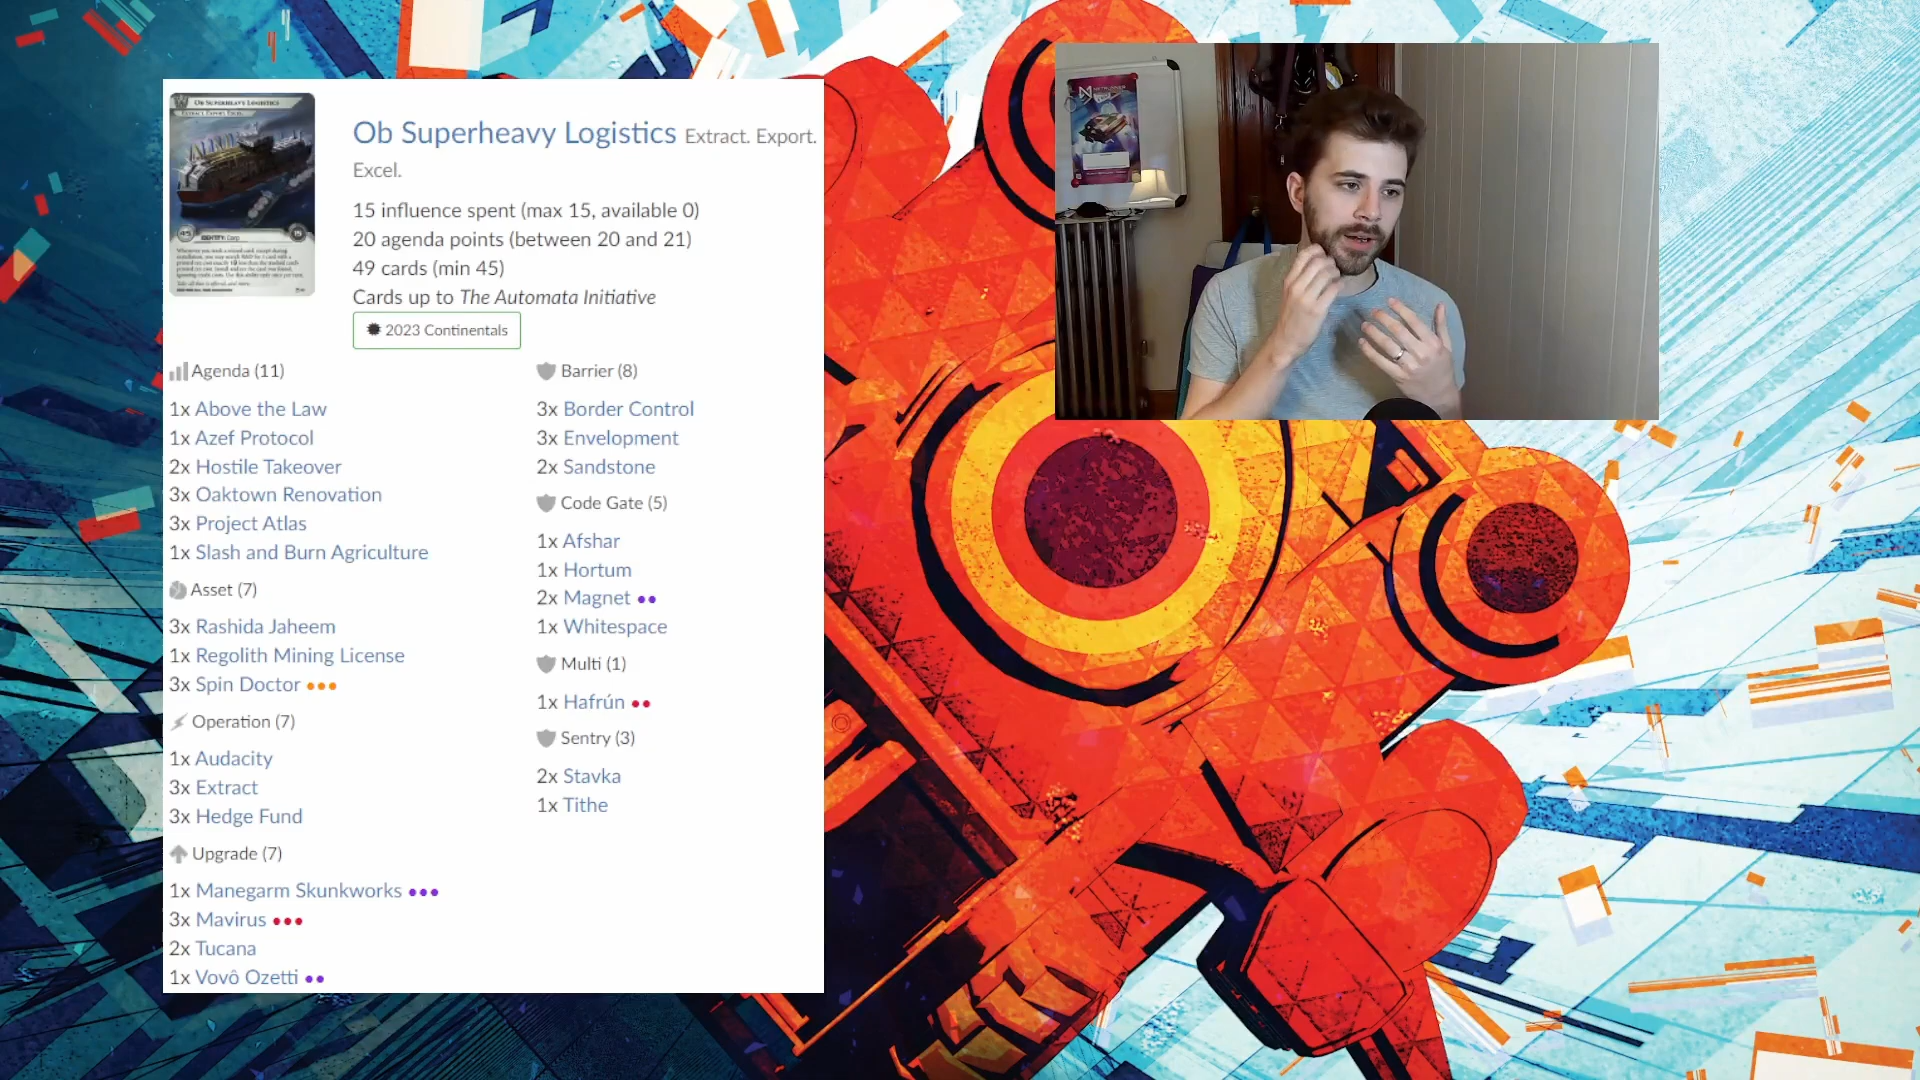 OB SUPERHEAVY LOGISTICS
Ob Superheavy Logistics Extract. Export.
Excel.
15 influence spent (max 15, available 0)
20 agenda points (between 20 and 21)
49 cards (min 45)
Cards up to The Automata Initiative
2023 Continentals
Agenda (11)
1x Above the Law
1x Azef Protocol
2x Hostile Takeover
3x Oaktown Renovation
3x Project Atlas
1x Slash and Burn Agriculture
Asset (7)
3x Rashida Jaheem
1x Regolith Mining License
3x Spin Doctor
Operation (7)
1x Audacity
3x Extract
3x Hedge Fund
Upgrade (7)
1x Manegarm Skunkworks
3x Mavirus
2x Tucana
1x Vovô Ozetti
Barrier (8)
3x Border Control
3x Envelopment
2x Sandstone
Code Gate (5)
1x Afshar
1x Hortum
2x Magnet
1x Whitespace
Multi (1)
1x Hafrún
Sentry (3)
2x Stavka
1x Tithe